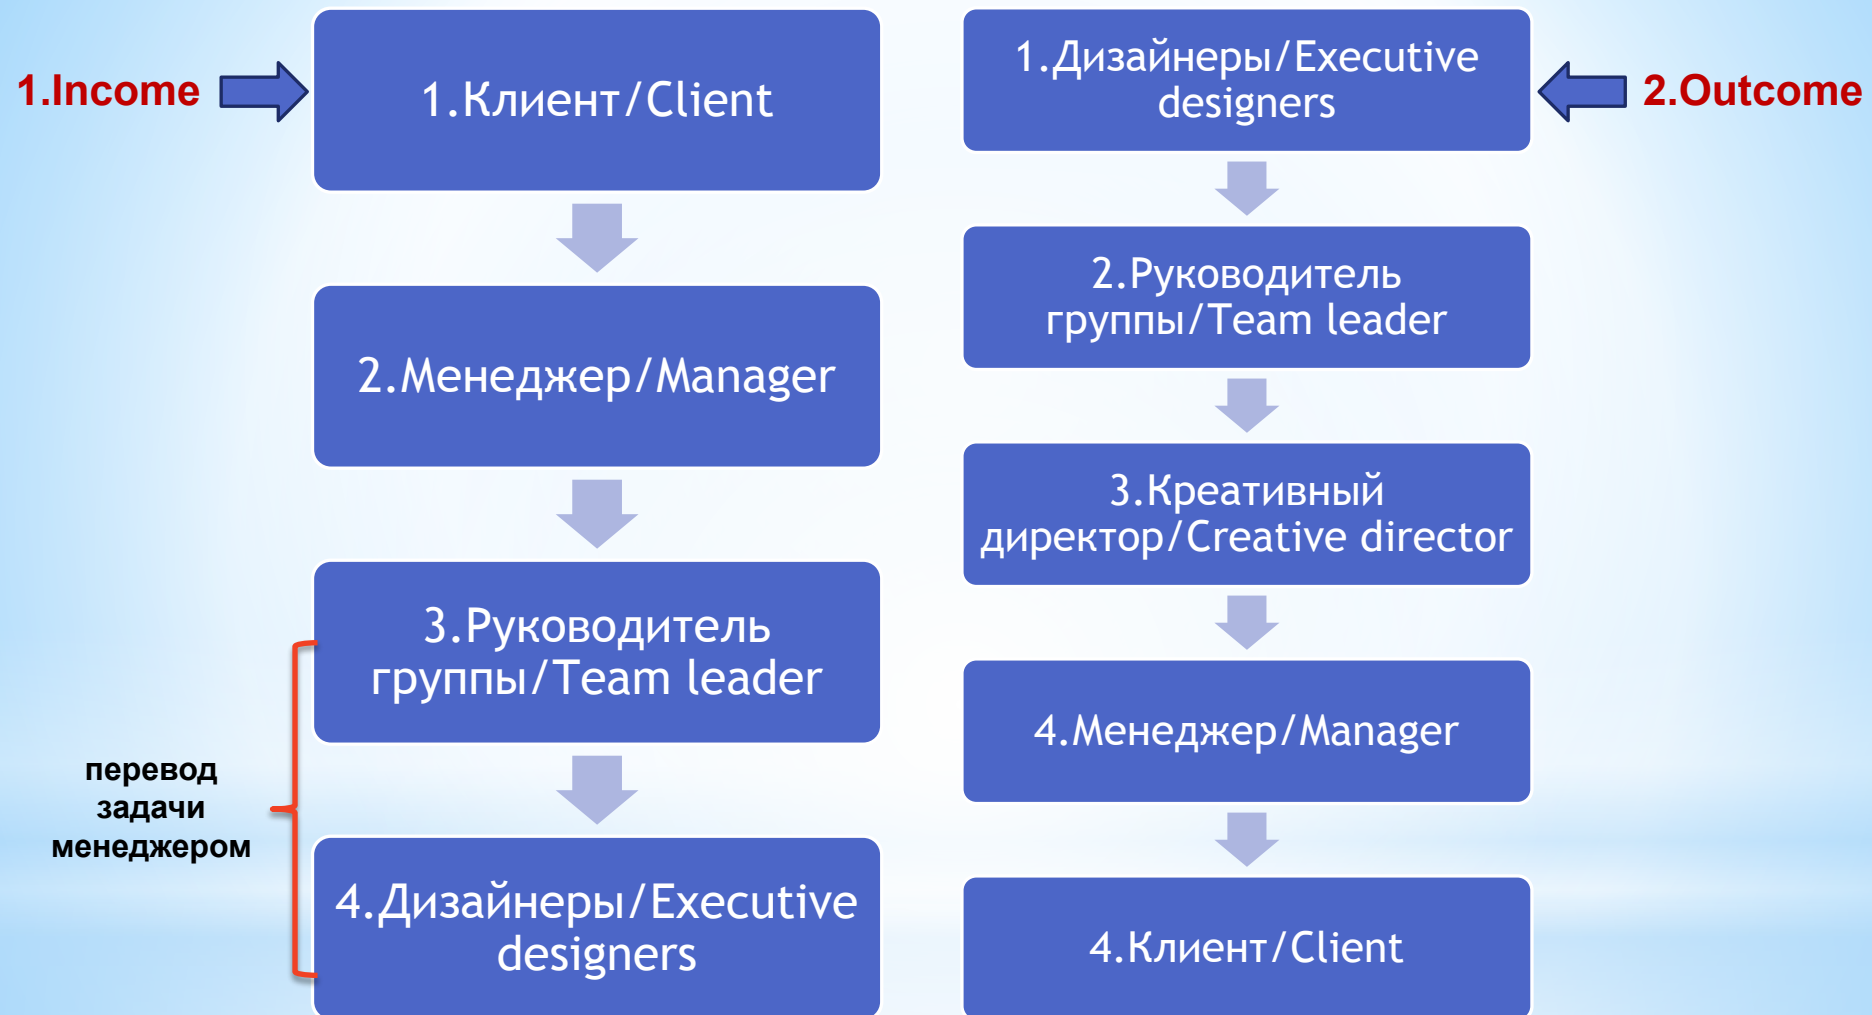 1.Income
1.Клиент/Client
2.Менеджер/Manager
3.Руководитель
группы/Team leader
перевод
задачи
менеджером
4.Дизайнеры/Executive
designers
2.Outcome
1.Дизайнеры/Executive
designers
2.Руководитель
группы/Team leader
3.Креативный
директор/Creative director
4.Менеджер/Manager
4.Клиент/Client